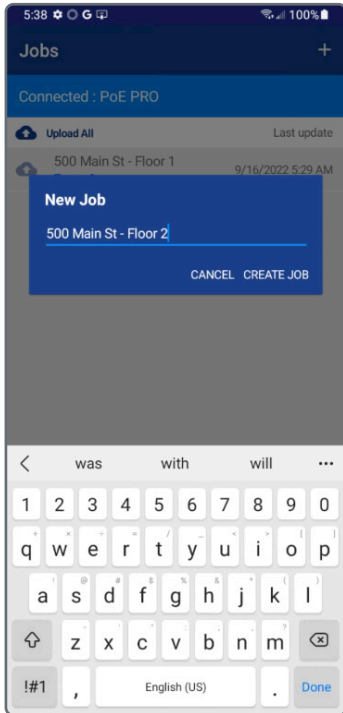 5:38 G 100%
Jobs +
Connected : PoE PRO
Upload All Last update
500 Main St - Floor 1
9/16/2022 5:29 AM
New Job
500 Main St - Floor 2
CANCEL CREATE JOB
was with will ...
1 2 3 4 5 6 7 8 9 0
q w e r t y u i o p
a s d f g h j k l
z x c v b n m
!#1 , English (US) . Done